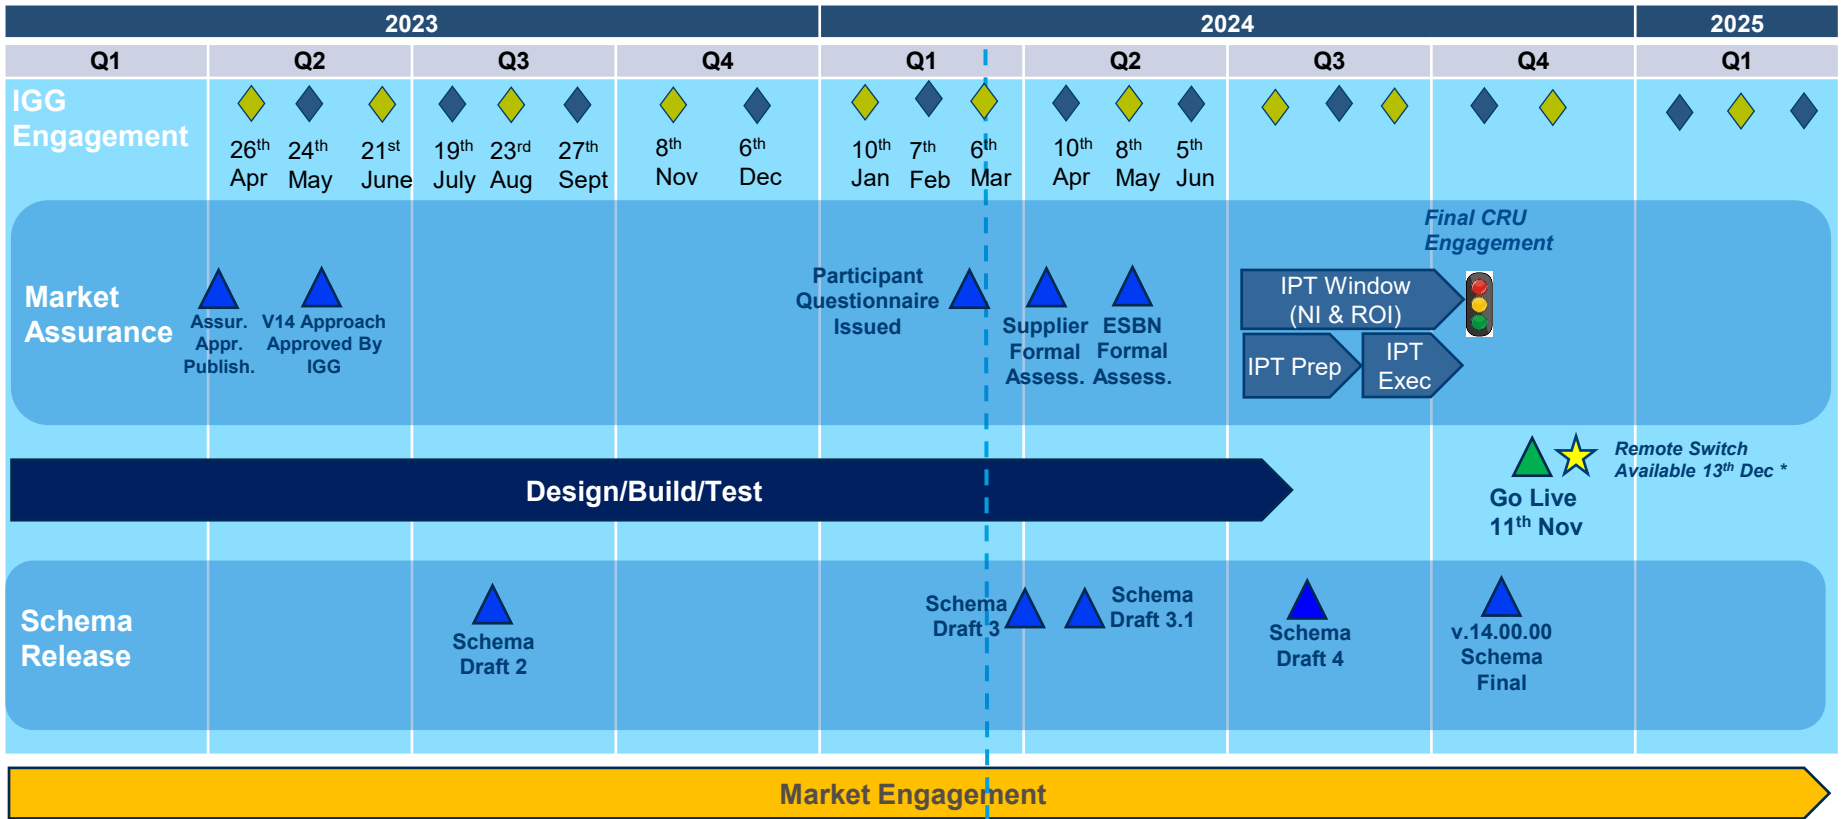 2023
2024
2025
Q1
Q2
Q3
Q4
Q1
Q2
Q3
Q4
Q1
IGG
Engagement
26th
Apr
24th
May
21st
June
19th
July
23rd
Aug
27th
Sept
8th
Nov
6th
Dec
10th
Jan
7th
Feb
6th
Mar
10th
Apr
8th
May
5th
Jun
Market
Assurance
Assur.
Appr.
Publish.
V14 Approach
Approved By
IGG
Participant
Questionnaire
Issued
Supplier
Formal
Assess.
ESBN
Formal
Assess.
Final CRU
Engagement
IPT Window
(NI & ROI)
IPT Prep
IPT
Exec
Design/Build/Test
Go Live
11th Nov
Remote Switch
Available 13th Dec *
Schema
Release
Schema
Draft 2
Schema
Draft 3
Schema
Draft 3.1
Schema
Draft 4
v.14.00.00
Schema
Final
Market Engagement